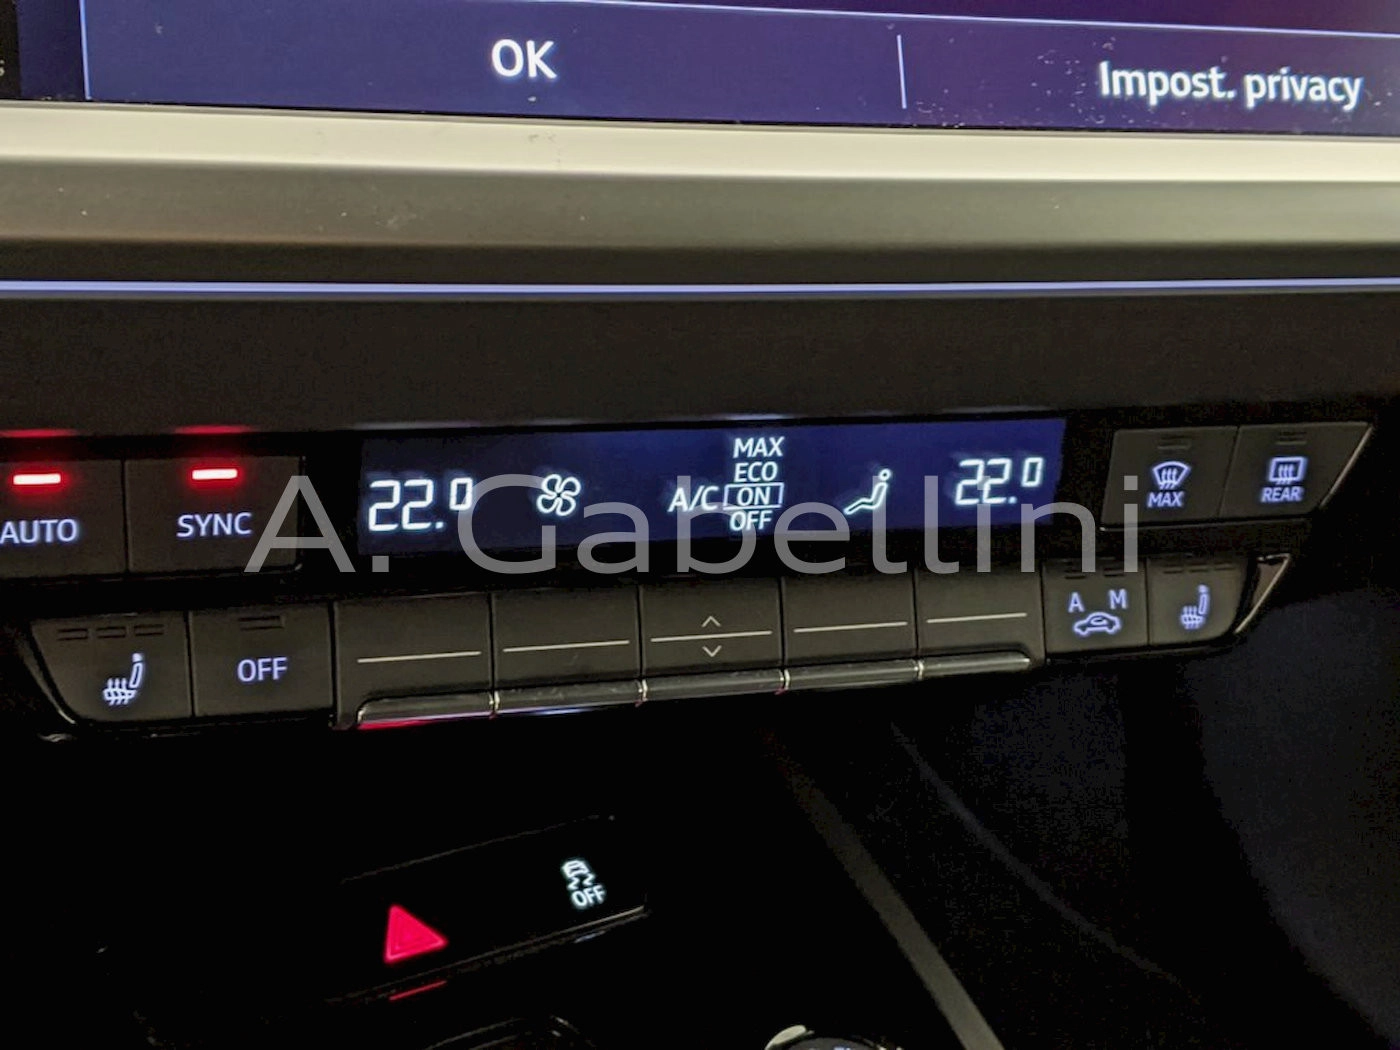 OK
Impost. privacy
AUTO
SYNC
22.0
A/C
MAX
ECO
ON
OFF
22.0
MAX
REAR
A. Gabellini
OFF
A M
OFF